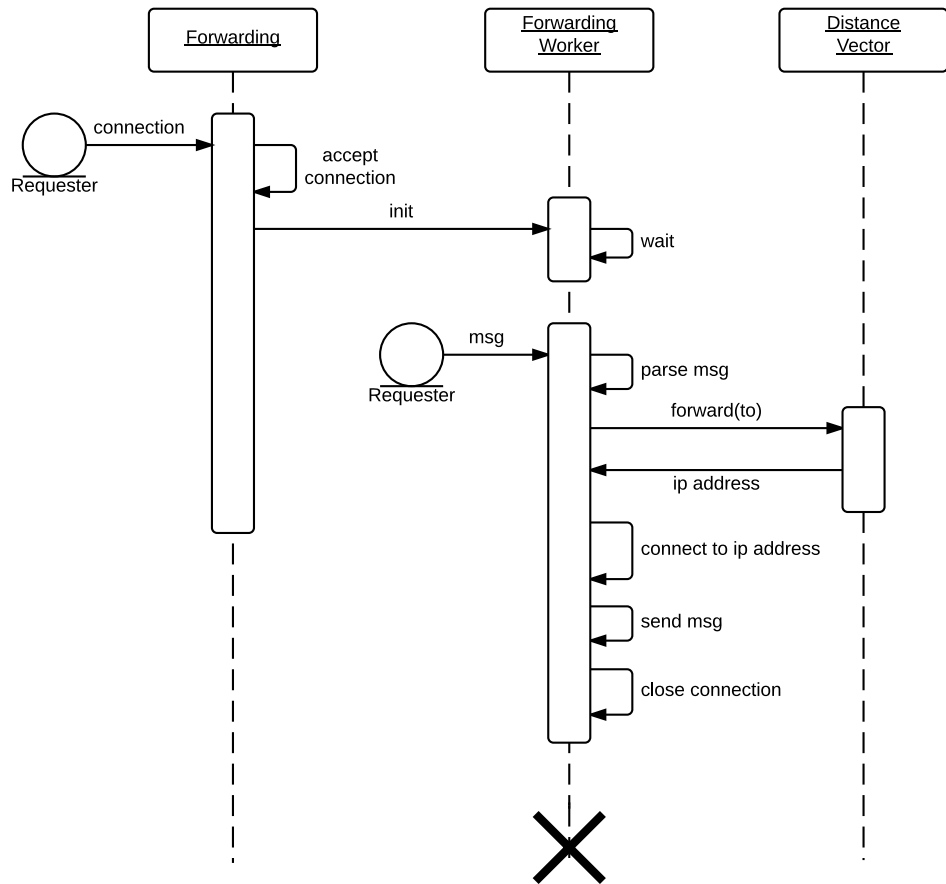 Forwarding
Forwarding
Worker
Distance
Vector
connection
Requester
accept
connection
init
wait
msg
Requester
parse msg
forward(to)
ip address
connect to ip address
send msg
close connection